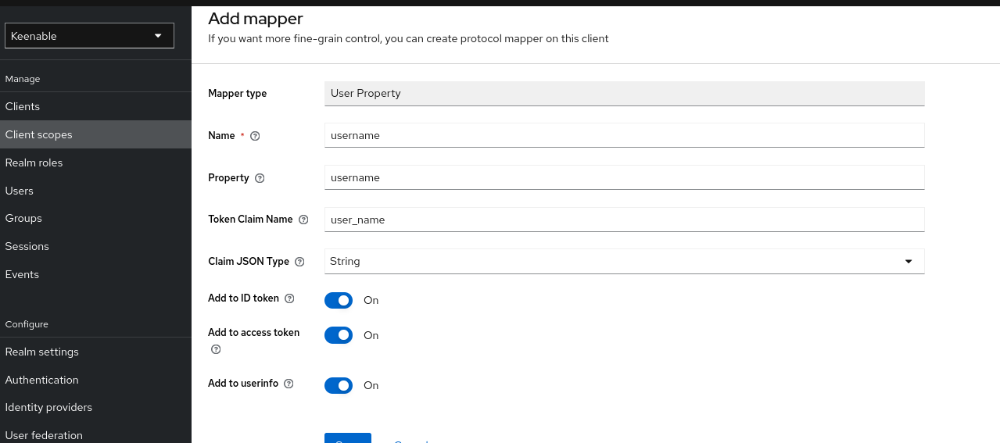 Add mapper
If you want more fine-grain control, you can create protocol mapper on this client
Keenable
Manage
Clients
Client scopes
Realm roles
Users
Groups
Sessions
Events
Configure
Realm settings
Authentication
Identity providers
User federation
Mapper type
User Property
Name *
username
Property
username
Token Claim Name
user_name
Claim JSON Type
String
Add to ID token
On
Add to access token
On
Add to userinfo
On